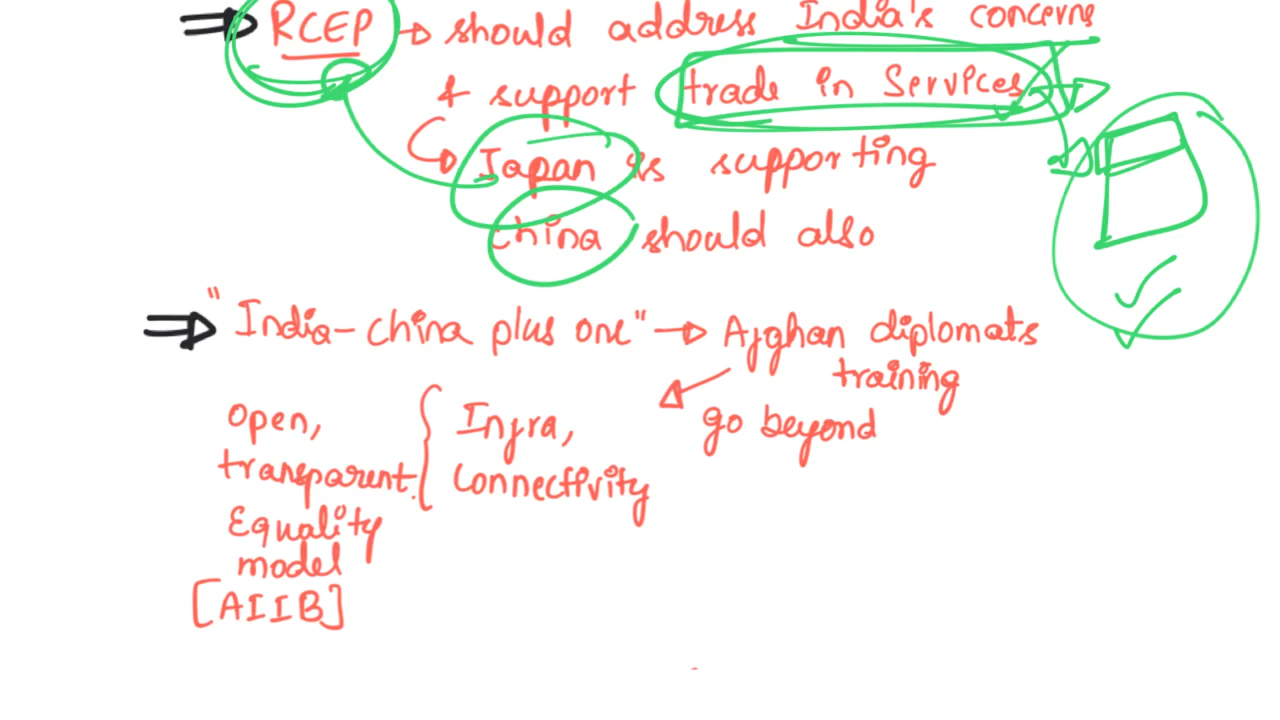 ⇒ RCEP → should address India's concerns
& support trade in Services
↳ Japan is supporting
China should also
⇒ "India-China plus one" → Afghan diplomats
training
go beyond
Open, { Infra,
transparent. Connectivity
Equality
model
[AIIB]